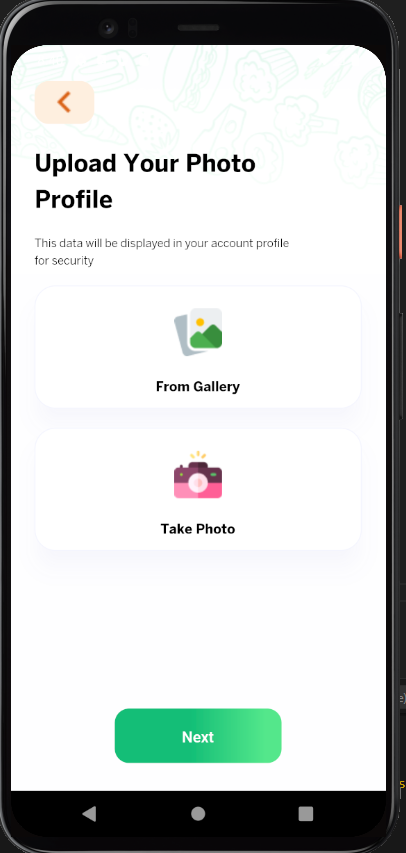 Upload Your Photo
Profile
This data will be displayed in your account profile
for security
From Gallery
Take Photo
Next